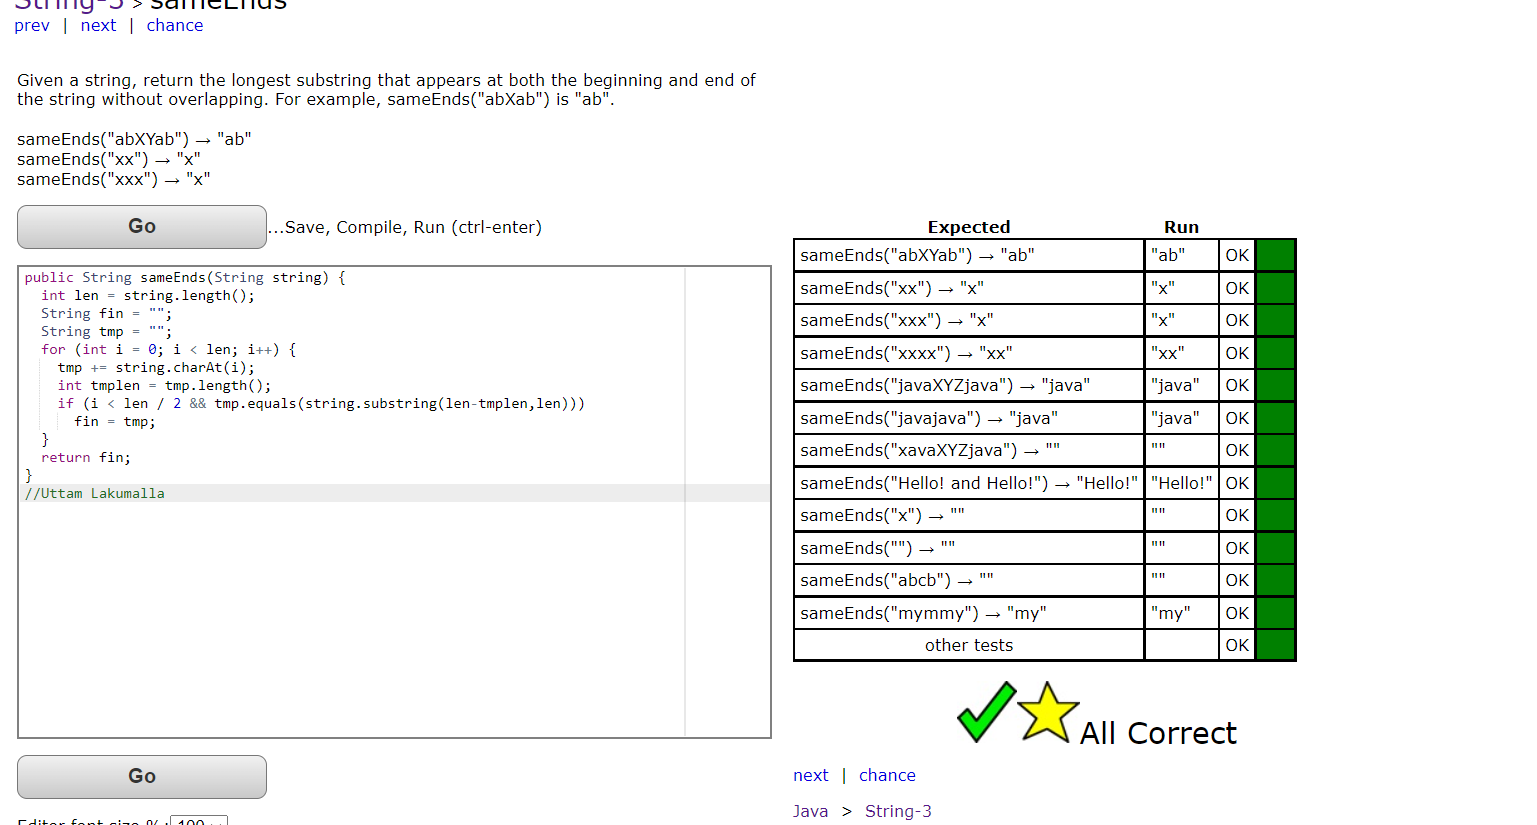 String-3 > sameEnds
prev | next | chance
Given a string, return the longest substring that appears at both the beginning and end of
the string without overlapping. For example, sameEnds("abXab") is "ab".
sameEnds("abXYab") → "ab"
sameEnds("xx") → "x"
sameEnds("xxx") → "x"
Go
...Save, Compile, Run (ctrl-enter)
public String sameEnds(String string) {
int len = string.length();
String fin = "";
String tmp = "";
for (int i = 0; i < len; i++) {
tmp += string.charAt(i);
int tmplen = tmp.length();
if (i < len / 2 && tmp.equals(string.substring(len-tmplen,len)))
fin = tmp;
}
return fin;
}
//Uttam Lakumalla
Go
Editor font size %: 100
Expected Run
sameEnds("abXYab") → "ab" "ab" OK
sameEnds("xx") → "x" "x" OK
sameEnds("xxx") → "x" "x" OK
sameEnds("xxxx") → "xx" "xx" OK
sameEnds("javaXYZjava") → "java" "java" OK
sameEnds("javajava") → "java" "java" OK
sameEnds("xavaXYZjava") → "" "" OK
sameEnds("Hello! and Hello!") → "Hello!" "Hello!" OK
sameEnds("x") → "" "" OK
sameEnds("") → "" "" OK
sameEnds("abcb") → "" "" OK
sameEnds("mymmy") → "my" "my" OK
other tests OK
All Correct
next | chance
Java > String-3